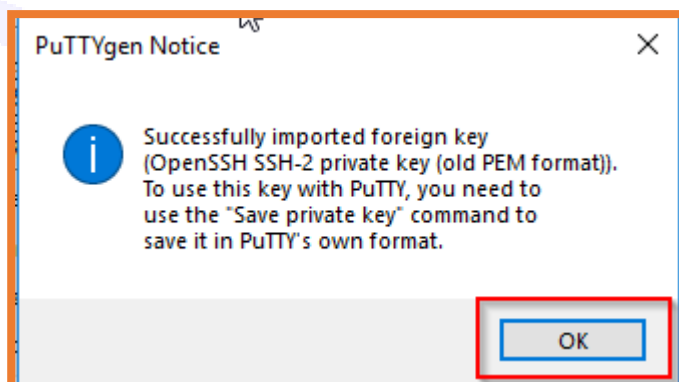 PuTTYgen Notice
Successfully imported foreign key
(OpenSSH SSH-2 private key (old PEM format)).
To use this key with PuTTY, you need to
use the "Save private key" command to
save it in PuTTY's own format.
OK